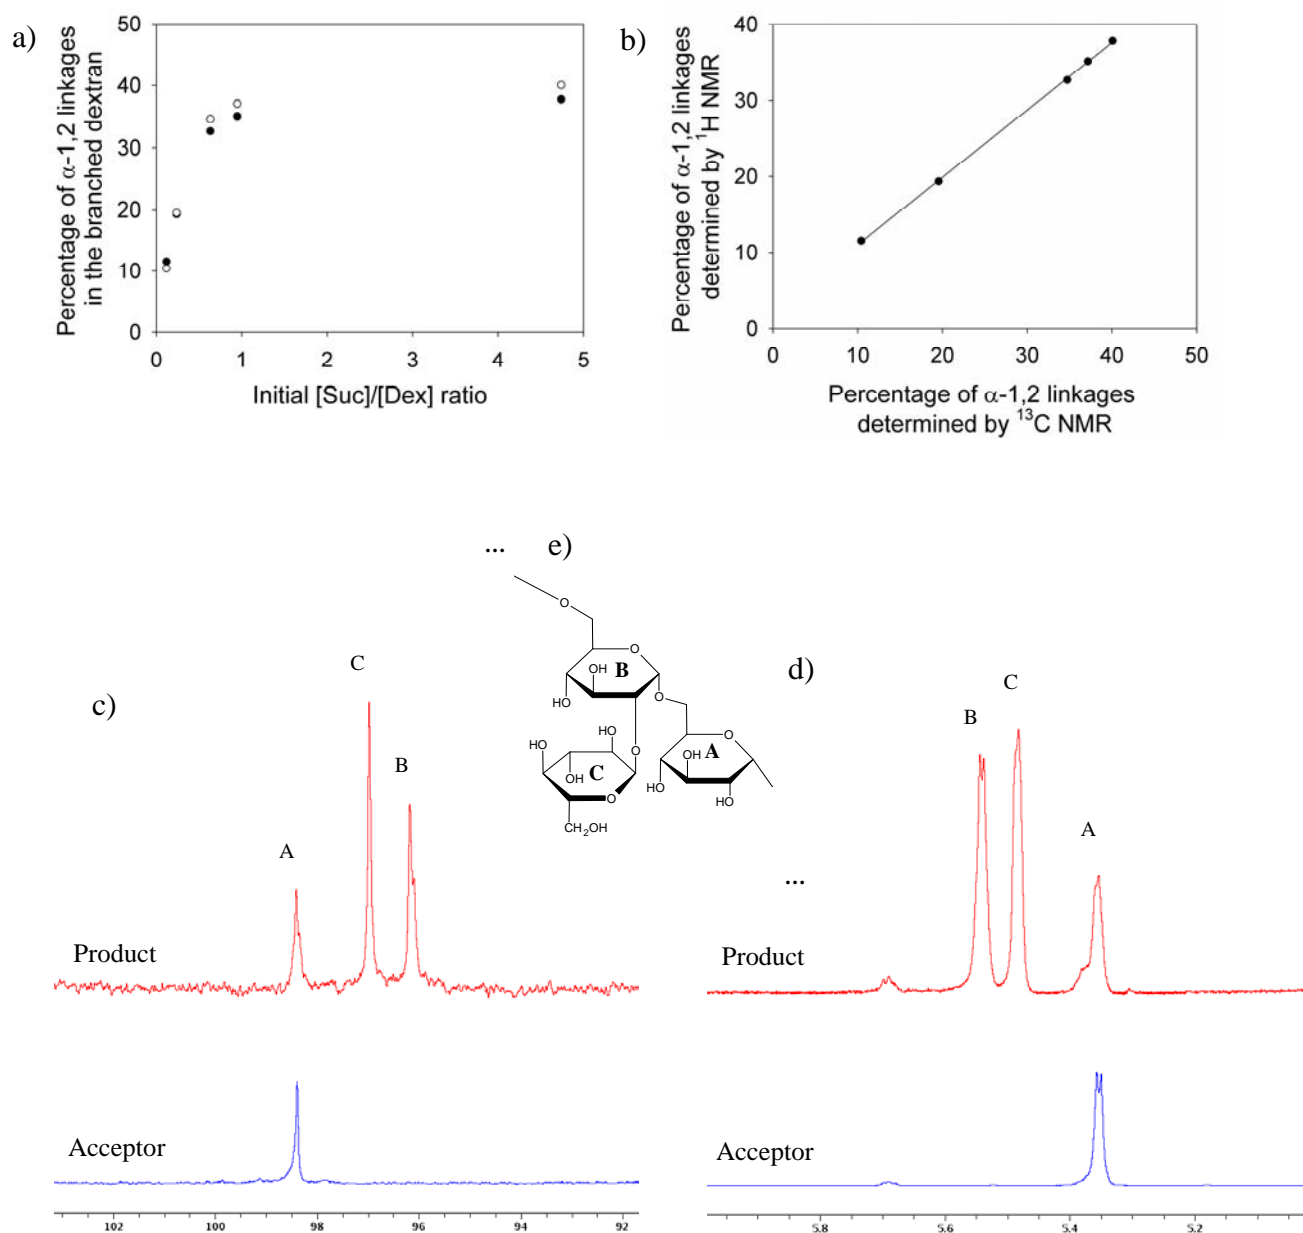 a)
Percentage of α-1,2 linkages
in the branched dextran
50
40
30
20
10
0
0 1 2 3 4 5
Initial [Suc]/[Dex] ratio
b)
Percentage of α-1,2 linkages
determined by ¹H NMR
40
30
20
10
0
0 10 20 30 40 50
Percentage of α-1,2 linkages
determined by ¹³C NMR
c)
C
B
A
Product
Acceptor
102 100 98 96 94 92
... e)
O
O
OH B
HO
O
O
HO HO
O
OH C
O
CH₂OH
O
OH A
HO
OH
...
d)
B
C
A
Product
Acceptor
5.8 5.6 5.4 5.2